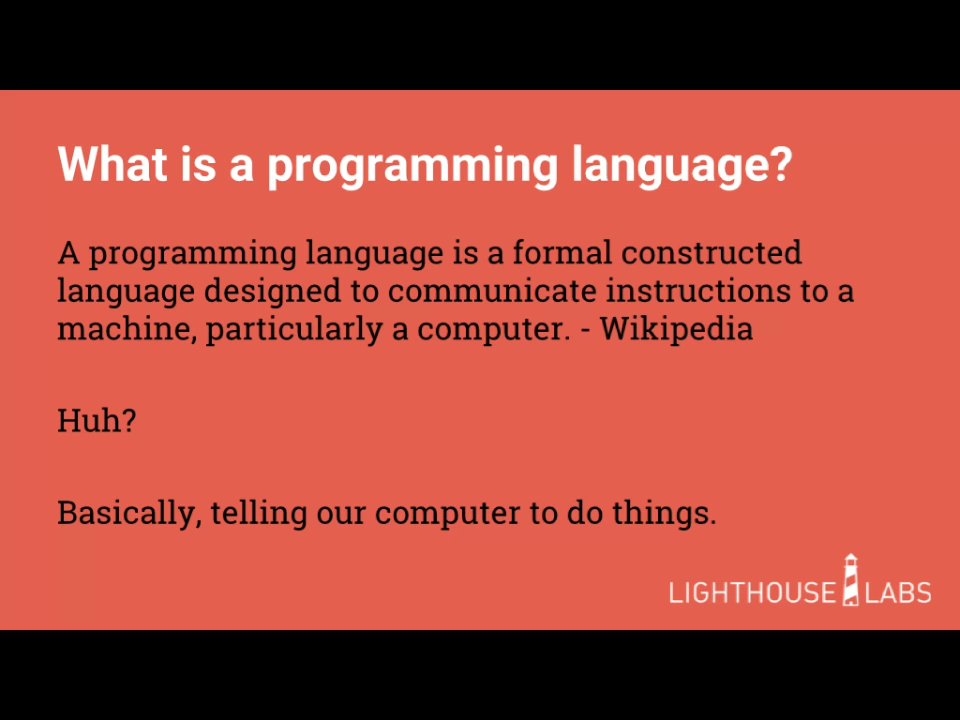 What is a programming language?
A programming language is a formal constructed
language designed to communicate instructions to a
machine, particularly a computer. - Wikipedia
Huh?
Basically, telling our computer to do things.
LIGHTHOUSE LABS